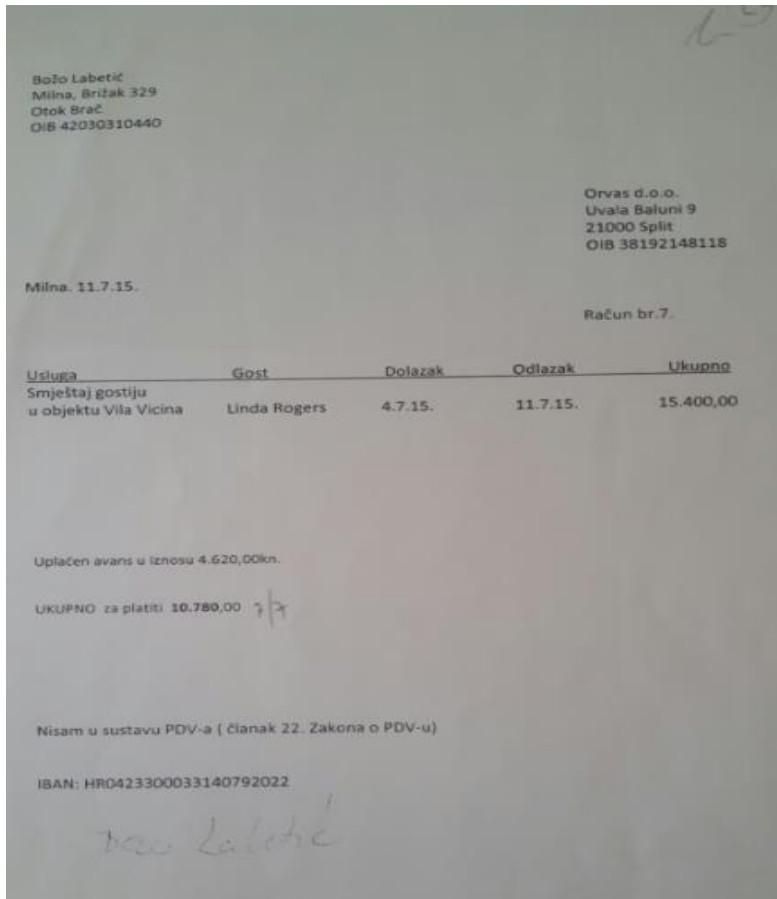 Božo Labetić
Milna, Brižak 329
Otok Brač
OIB 42030310440
Orvas d.o.o.
Uvala Baluni 9
21000 Split
OIB 38192148118
Milna. 11.7.15.
Račun br.7.
Usluga Gost Dolazak Odlazak Ukupno
Smještaj gostiju
u objektu Vila Vicina Linda Rogers 4.7.15. 11.7.15. 15.400,00
Uplaćen avans u iznosu 4.620,00kn.
UKUPNO za platiti 10.780,00 7/7
Nisam u sustavu PDV-a ( članak 22. Zakona o PDV-u)
IBAN: HR0423300033140792022
Labetić